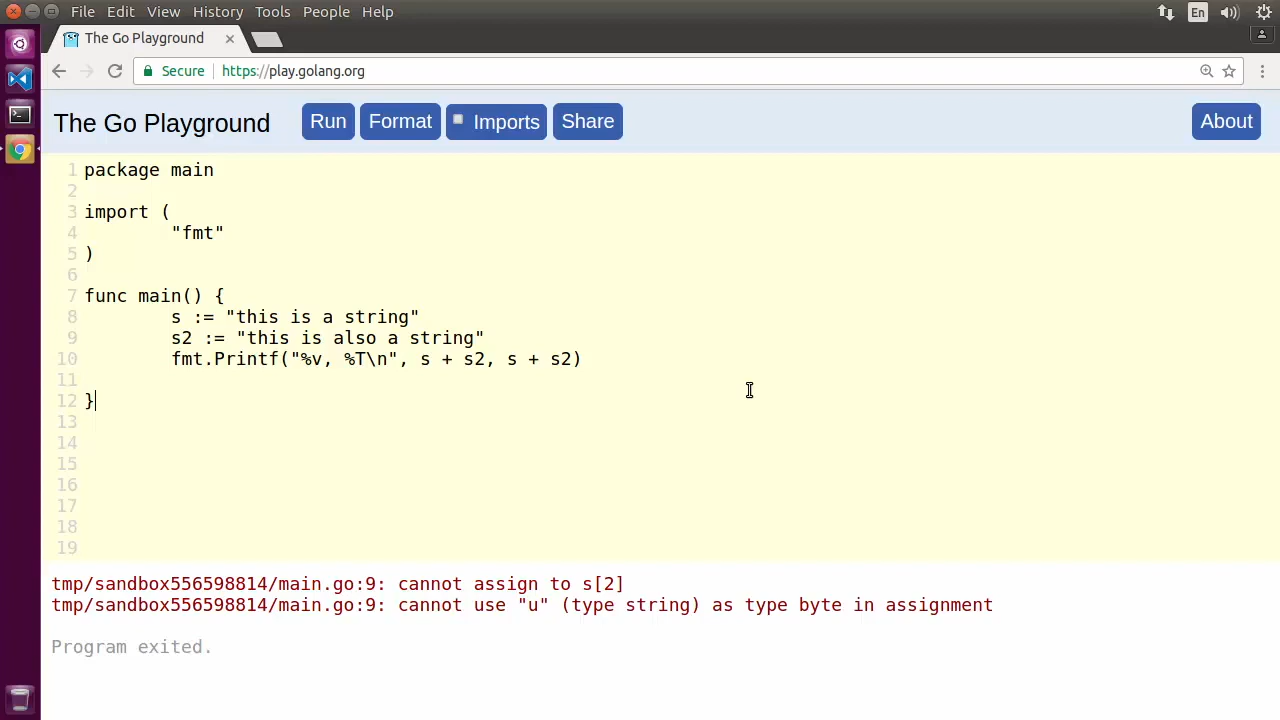 File Edit View History Tools People Help
En
The Go Playground
Secure https://play.golang.org
The Go Playground Run Format Imports Share About
1 package main
2
3 import (
4 "fmt"
5 )
6
7 func main() {
8 s := "this is a string"
9 s2 := "this is also a string"
10 fmt.Printf("%v, %T\n", s + s2, s + s2)
11
12 }
13
14
15
16
17
18
19
tmp/sandbox556598814/main.go:9: cannot assign to s[2]
tmp/sandbox556598814/main.go:9: cannot use "u" (type string) as type byte in assignment
Program exited.